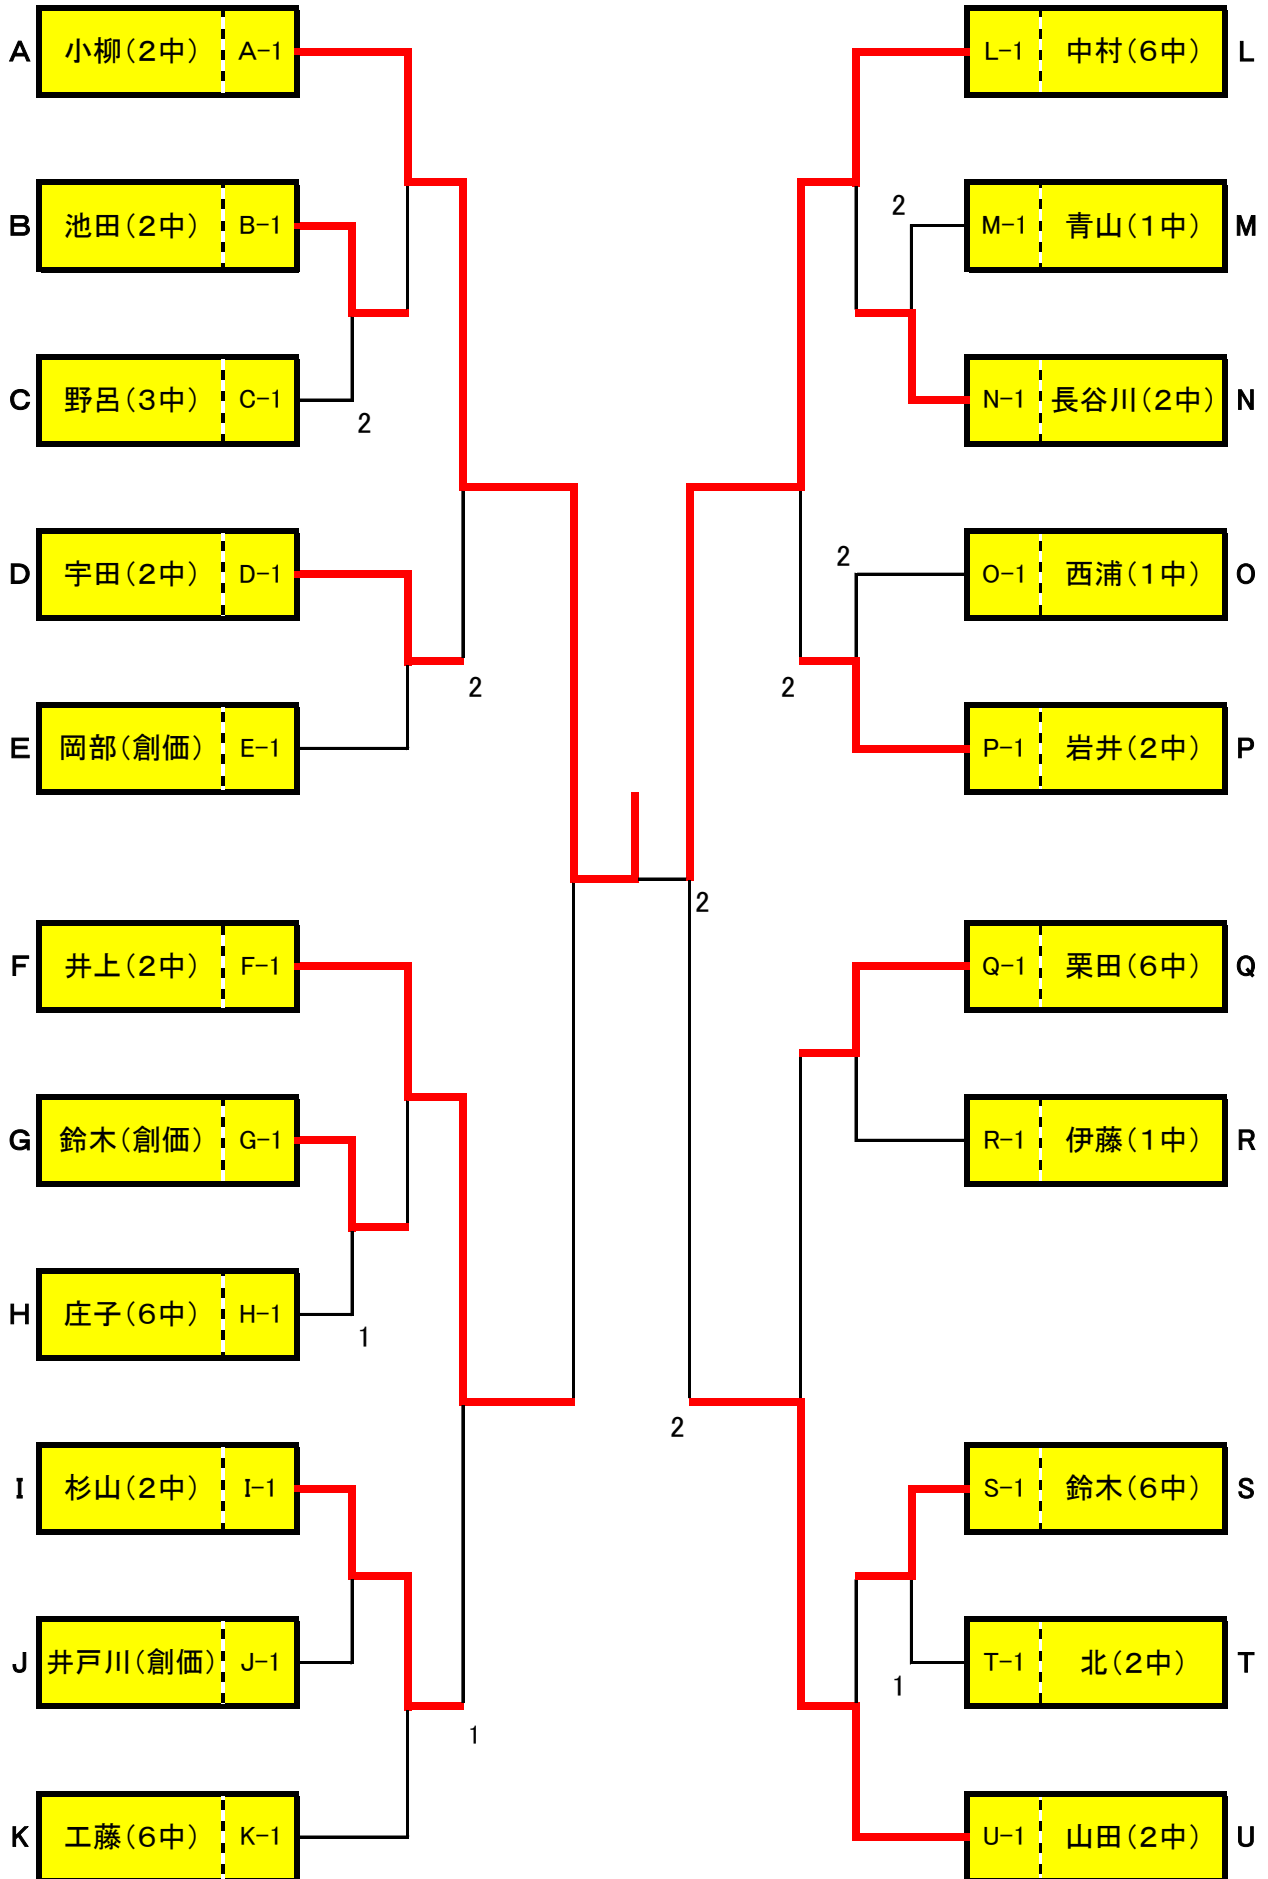 A 小柳(2中) A-1
L-1 中村(6中) L
B 池田(2中) B-1
2
M-1 青山(1中) M
C 野呂(3中) C-1
2
N-1 長谷川(2中) N
D 宇田(2中) D-1
2
O-1 西浦(1中) O
2
2
E 岡部(創価) E-1
P-1 岩井(2中) P
2
F 井上(2中) F-1
Q-1 栗田(6中) Q
G 鈴木(創価) G-1
R-1 伊藤(1中) R
H 庄子(6中) H-1
1
2
I 杉山(2中) I-1
S-1 鈴木(6中) S
J 井戸川(創価) J-1
1
T-1 北(2中) T
1
K 工藤(6中) K-1
U-1 山田(2中) U